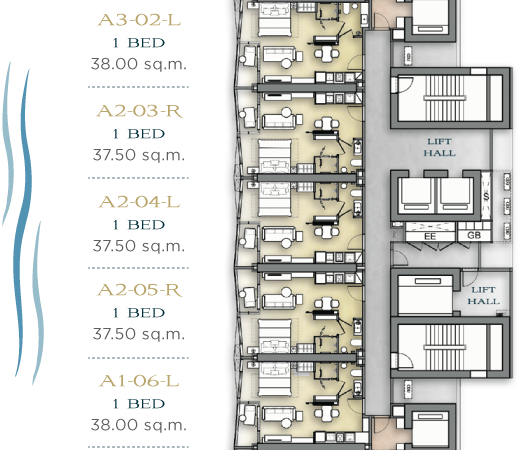 A3-02-L
1 BED
38.00 sq.m.
A2-03-R
1 BED
37.50 sq.m.
A2-04-L
1 BED
37.50 sq.m.
A2-05-R
1 BED
37.50 sq.m.
A1-06-L
1 BED
38.00 sq.m.
LIFT
HALL
EE
GB
LIFT
HALL